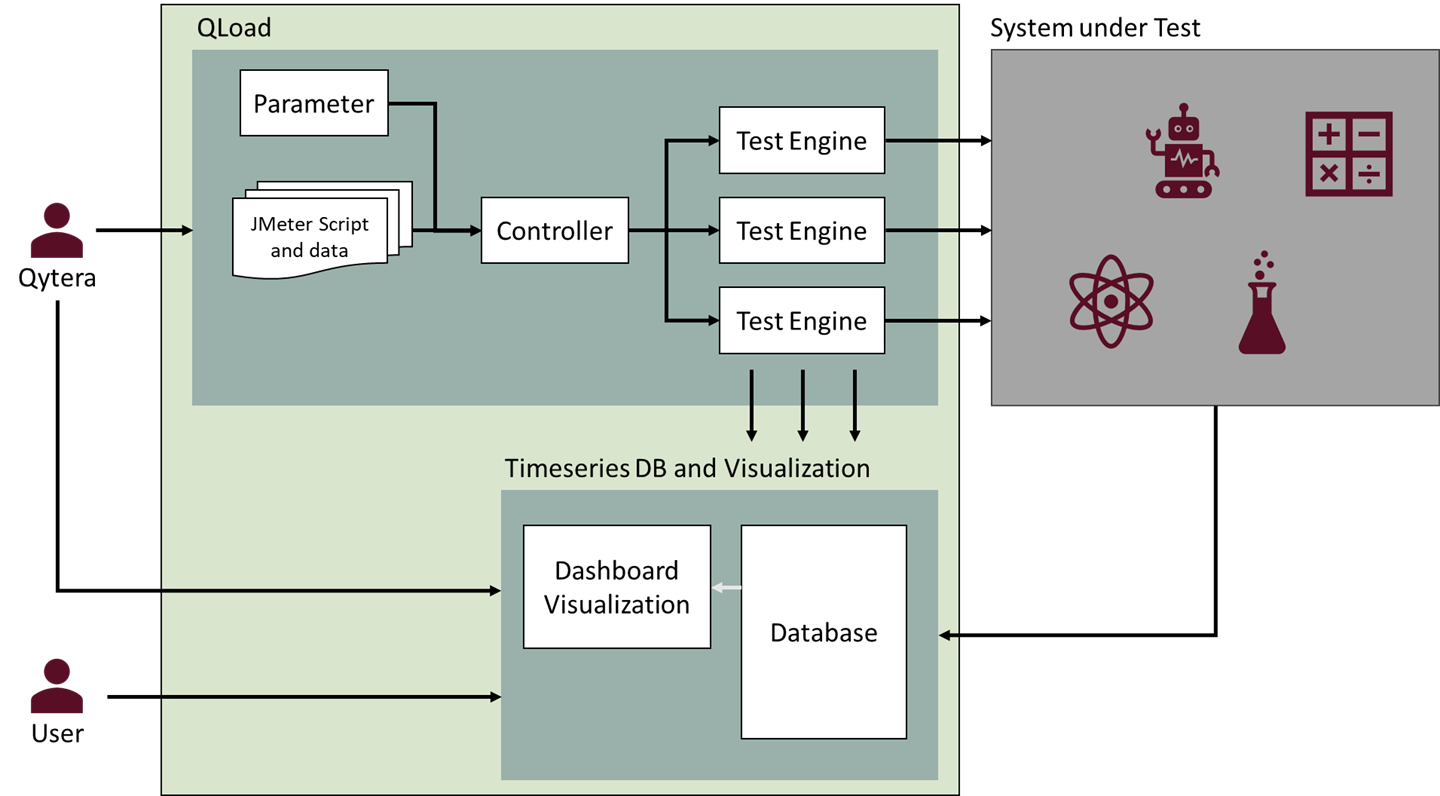 QLoad
System under Test
Parameter
Test Engine
JMeter Script
and data
Controller
Test Engine
Qytera
Test Engine
Timeseries DB and Visualization
Dashboard
Visualization
Database
User